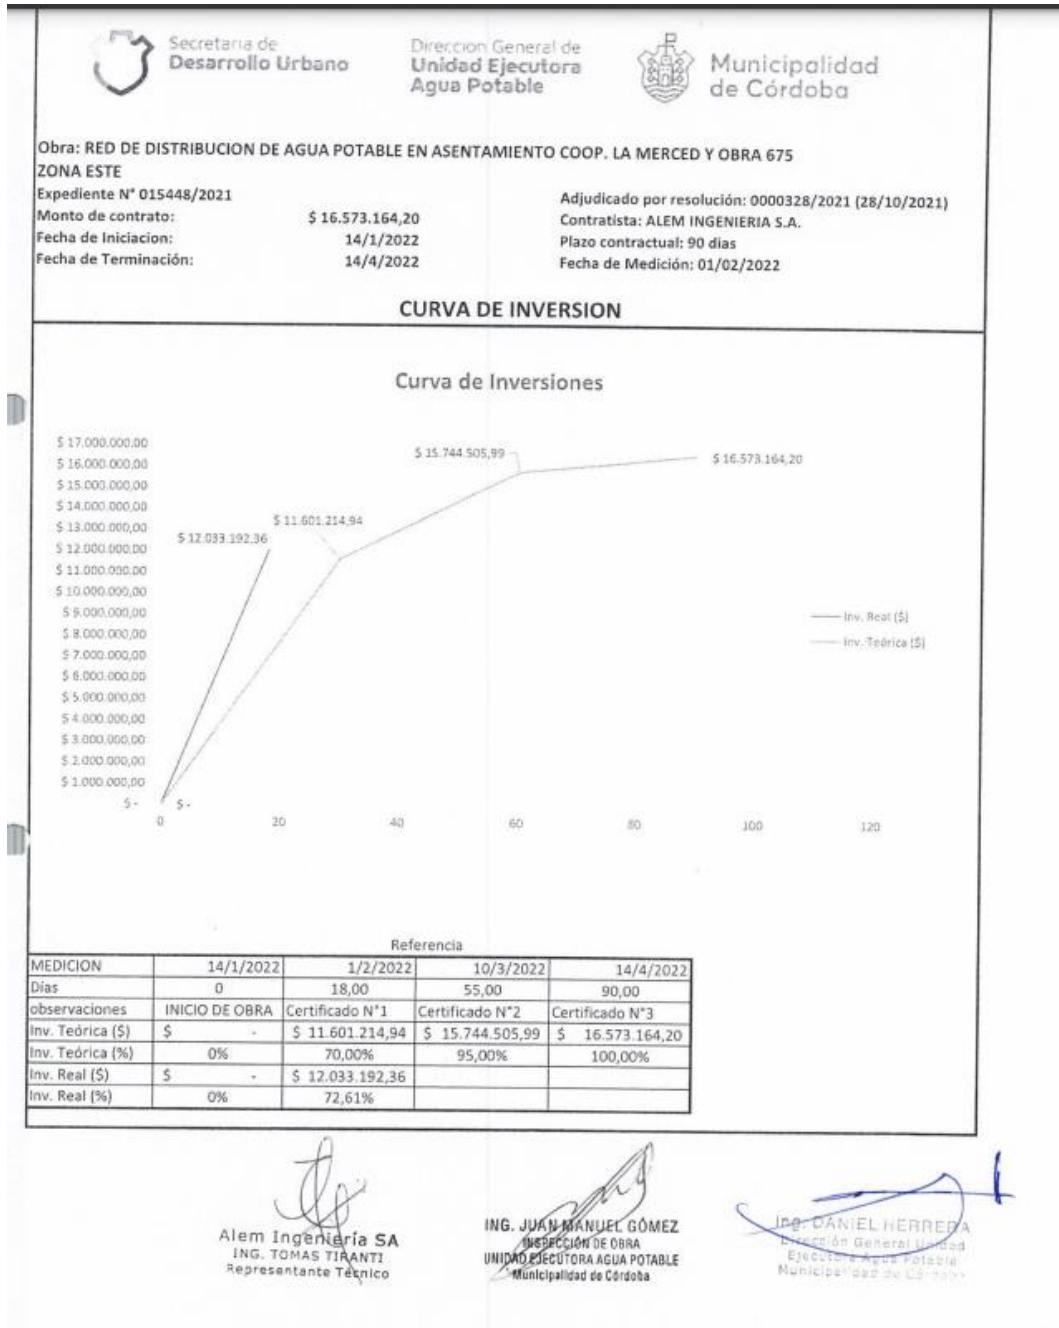 Secretaria de
Desarrollo Urbano
Direccion General de
Unidad Ejecutora
Agua Potable
Municipalidad
de Córdoba
Obra: RED DE DISTRIBUCION DE AGUA POTABLE EN ASENTAMIENTO COOP. LA MERCED Y OBRA 675
ZONA ESTE
Expediente N° 015448/2021
Monto de contrato: $ 16.573.164,20
Fecha de Iniciacion: 14/1/2022
Fecha de Terminación: 14/4/2022
Adjudicado por resolución: 0000328/2021 (28/10/2021)
Contratista: ALEM INGENIERIA S.A.
Plazo contractual: 90 dias
Fecha de Medición: 01/02/2022
CURVA DE INVERSION
Curva de Inversiones
$ 17.000.000,00
$ 16.000.000,00
$ 15.000.000,00
$ 14.000.000,00
$ 13.000.000,00
$ 12.000.000,00
$ 11.000.000,00
$ 10.000.000,00
$ 9.000.000,00
$ 8.000.000,00
$ 7.000.000,00
$ 6.000.000,00
$ 5.000.000,00
$ 4.000.000,00
$ 3.000.000,00
$ 2.000.000,00
$ 1.000.000,00
$ -
$ 12.033.192,36
$ 11.601.214,94
$ 15.744.505,99
$ 16.573.164,20
$ -
0 20 40 60 80 100 120
Inv. Real ($)
Inv. Teórica ($)
Referencia
MEDICION 14/1/2022 1/2/2022 10/3/2022 14/4/2022
Dias 0 18,00 55,00 90,00
observaciones INICIO DE OBRA Certificado N°1 Certificado N°2 Certificado N°3
Inv. Teórica ($) $ - $ 11.601.214,94 $ 15.744.505,99 $ 16.573.164,20
Inv. Teórica (%) 0% 70,00% 95,00% 100,00%
Inv. Real ($) $ - $ 12.033.192,36
Inv. Real (%) 0% 72,61%
Alem Ingeniería SA
ING. TOMAS TIRANTI
Representante Técnico
ING. JUAN MANUEL GÓMEZ
INSPECCIÓN DE OBRA
UNIDAD EJECUTORA AGUA POTABLE
Municipalidad de Córdoba
Ing. DANIEL HERRERA
Dirección General Unidad
Ejecutora Agua Potable
Municipalidad de Córdoba